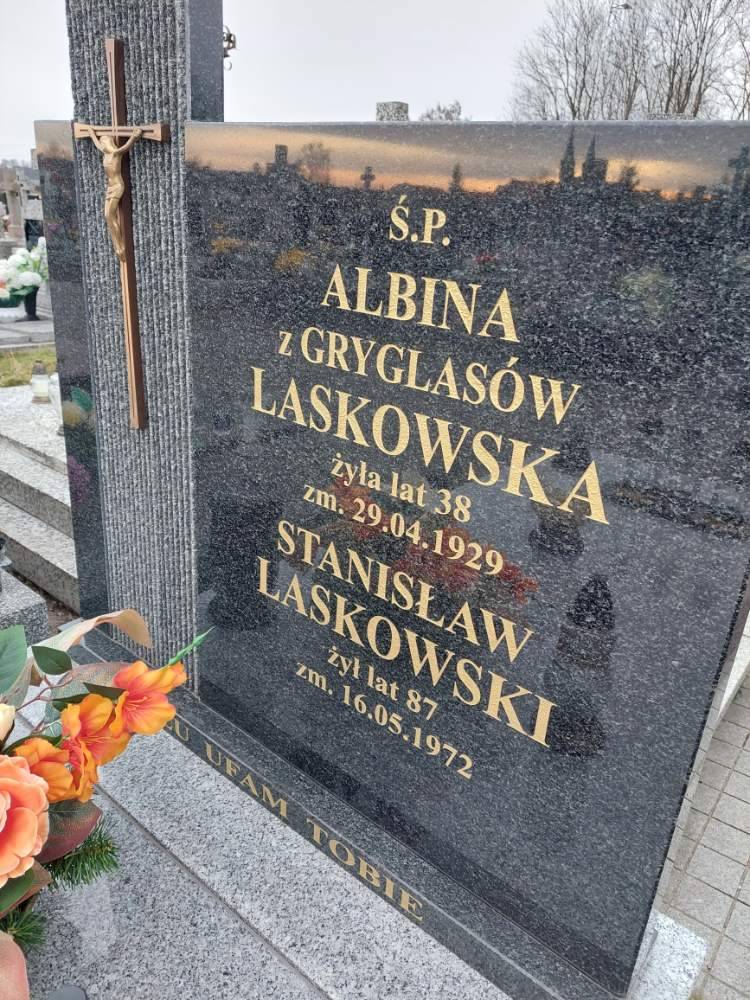 Ś.P.
ALBINA
z GRYGLASÓW
LASKOWSKA
żyła lat 38
zm. 29.04.1929
STANISŁAW
LASKOWSKI
żył lat 87
zm. 16.05.1972
UFAM TOBIE